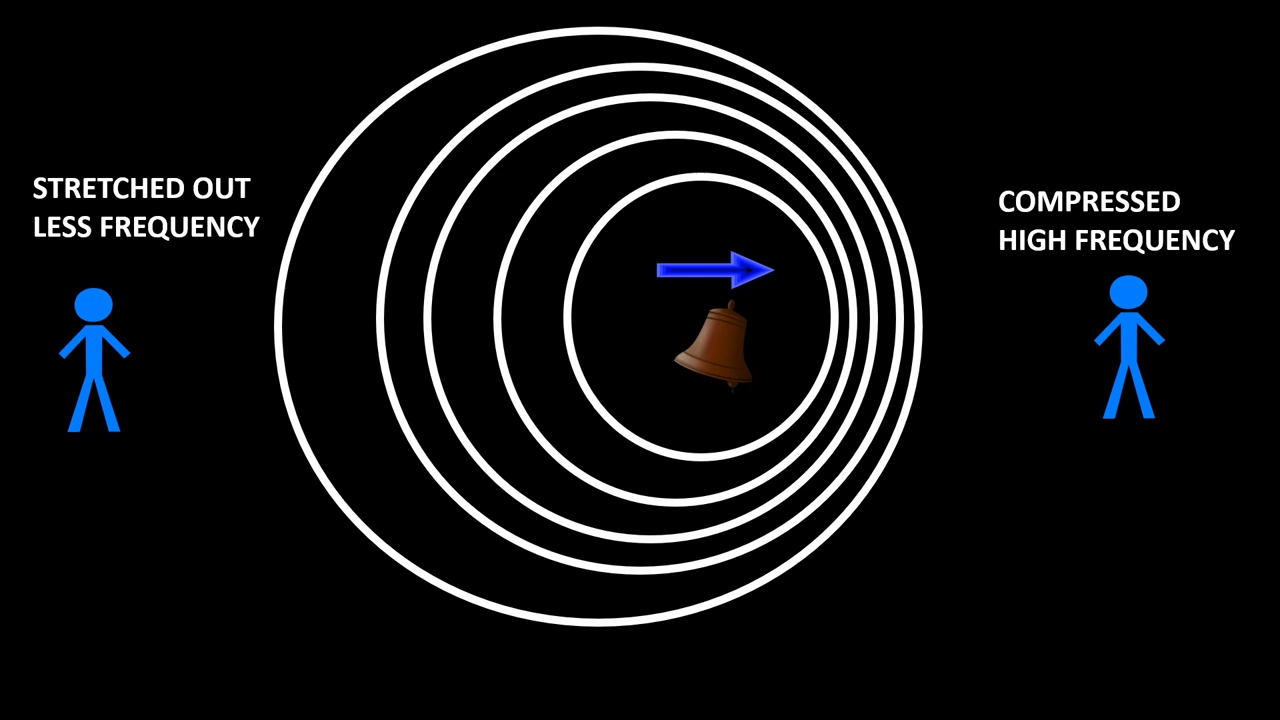 STRETCHED OUT
LESS FREQUENCY
COMPRESSED
HIGH FREQUENCY